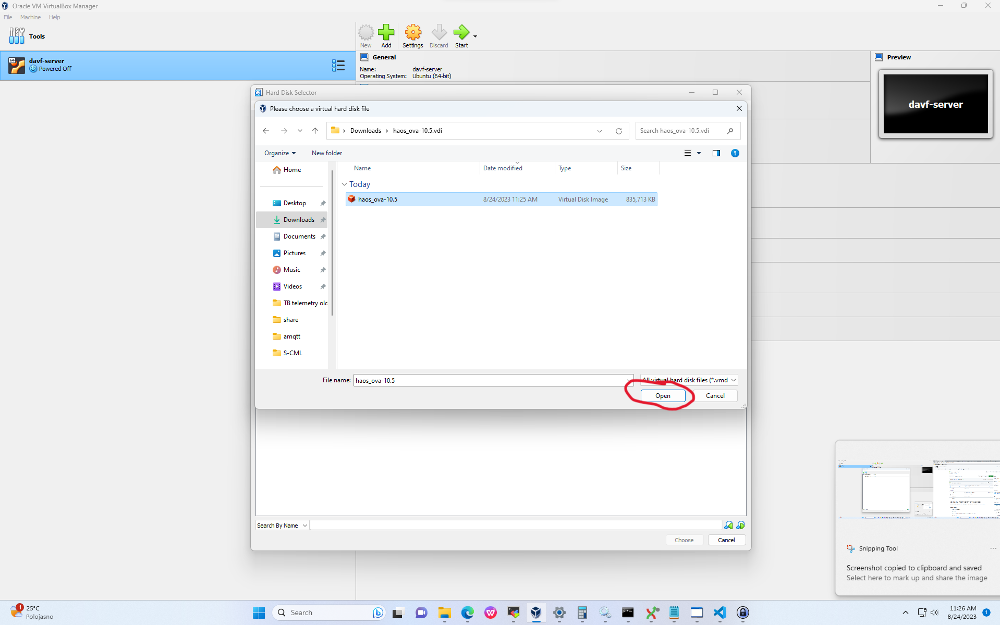 Oracle VM VirtualBox Manager
File Machine Help
Tools
New Add Settings Discard Start
64
davf-server
Powered Off
General
Name: davf-server
Operating System: Ubuntu (64-bit)
Preview
davf-server
Hard Disk Selector
Please choose a virtual hard disk file
Downloads haos_ova-10.5.vdi
Search haos_ova-10.5.vdi
Organize New folder
Name Date modified Type Size
Today
haos_ova-10.5 8/24/2023 11:25 AM Virtual Disk Image 835,713 KB
Home
Desktop
Downloads
Documents
Pictures
Music
Videos
TB telemetry old
share
amqtt
S-CML
File name: haos_ova-10.5
All virtual hard disk files (*.vmd
Open Cancel
Search By Name
Choose Cancel
Snipping Tool
Screenshot copied to clipboard and saved
Select here to mark up and share the image
1
25°C
Polojasno
Search
11:26 AM
8/24/2023
1